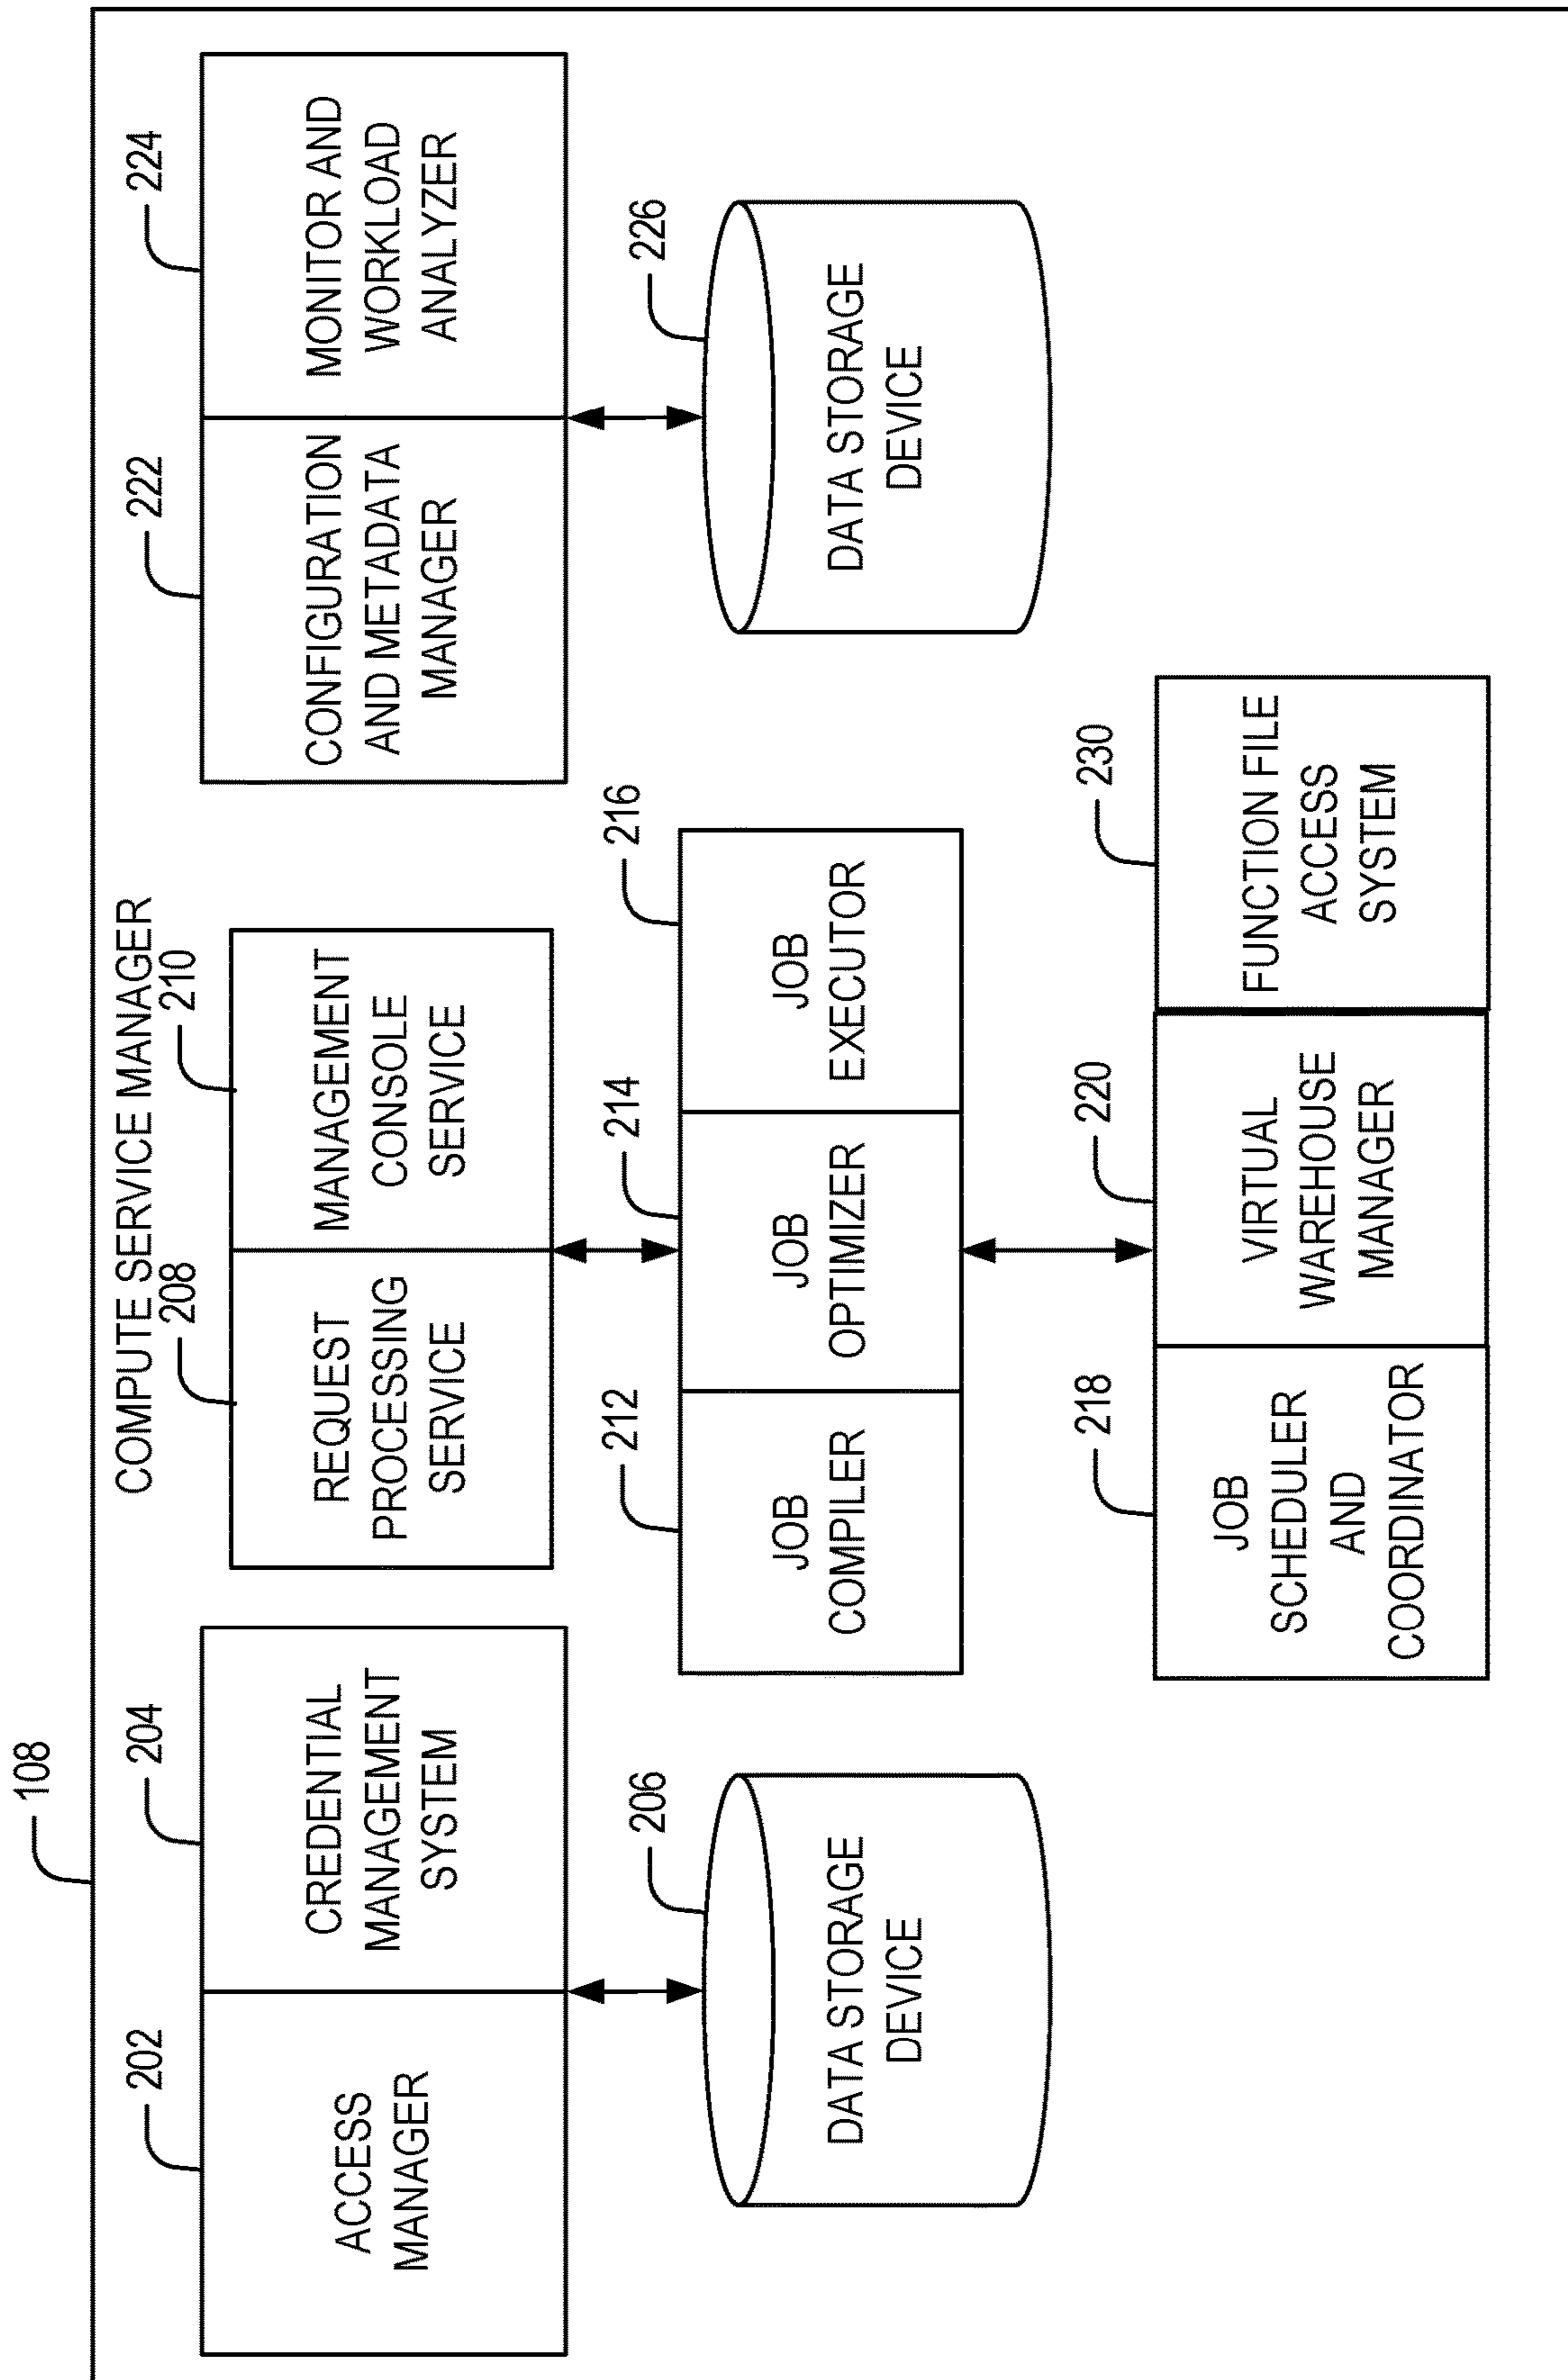 108
COMPUTE SERVICE MANAGER
202
ACCESS
MANAGER
204
CREDENTIAL
MANAGEMENT
SYSTEM
206
DATA STORAGE
DEVICE
208
REQUEST
PROCESSING
SERVICE
210
MANAGEMENT
CONSOLE
SERVICE
212
JOB
COMPILER
214
JOB
OPTIMIZER
216
JOB
EXECUTOR
218
JOB
SCHEDULER
AND
COORDINATOR
220
VIRTUAL
WAREHOUSE
MANAGER
230
FUNCTION FILE
ACCESS
SYSTEM
222
CONFIGURATION
AND METADATA
MANAGER
224
MONITOR AND
WORKLOAD
ANALYZER
226
DATA STORAGE
DEVICE